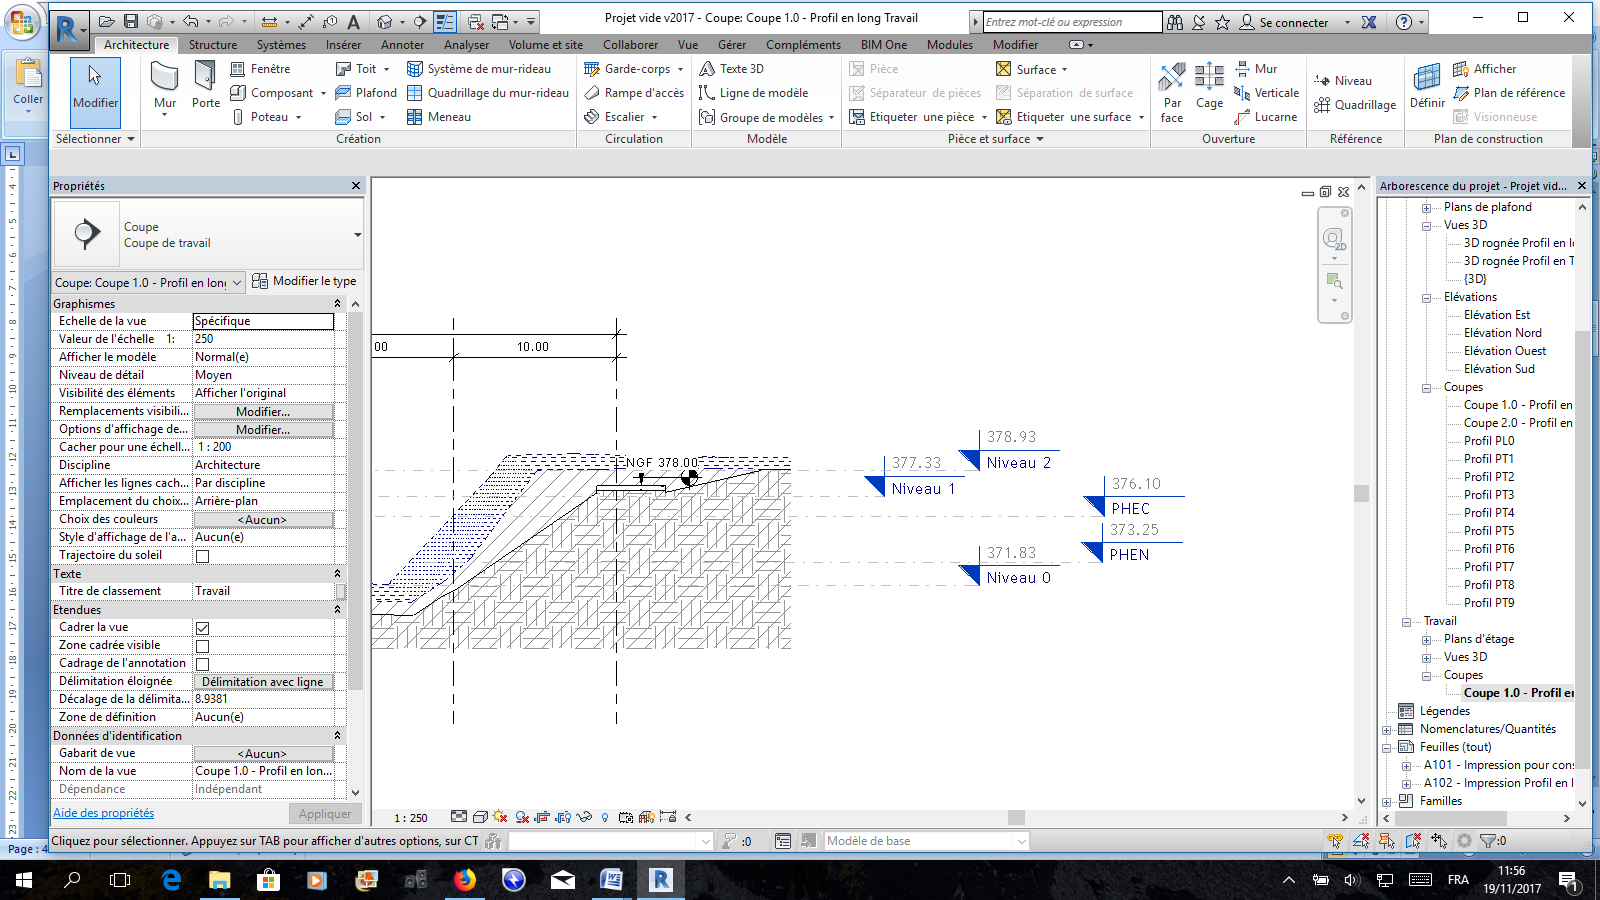 Projet vide v2017 - Coupe: Coupe 1.0 - Profil en long Travail
Entrez mot-clé ou expression
Se connecter
Architecture Structure Systèmes Insérer Annoter Analyser Volume et site Collaborer Vue Gérer Compléments BIM One Modules Modifier
Coller
Modifier
Mur
Porte
Fenêtre
Composant
Poteau
Toit
Plafond
Sol
Système de mur-rideau
Quadrillage du mur-rideau
Meneau
Garde-corps
Rampe d'accès
Escalier
Texte 3D
Ligne de modèle
Groupe de modèles
Pièce
Séparateur de pièces
Etiqueter une pièce
Surface
Séparation de surface
Etiqueter une surface
Par face
Cage
Mur
Verticale
Lucarne
Niveau
Quadrillage
Définir
Afficher
Plan de référence
Visionneuse
Sélectionner Création Circulation Modèle Pièce et surface Ouverture Référence Plan de construction
Propriétés
Coupe
Coupe de travail
Coupe: Coupe 1.0 - Profil en long
Modifier le type
Graphismes
Echelle de la vue Spécifique
Valeur de l'échelle 1: 250
Afficher le modèle Normal(e)
Niveau de détail Moyen
Visibilité des éléments Afficher l'original
Remplacements visibili... Modifier...
Options d'affichage de... Modifier...
Cacher pour une échell... 1 : 200
Discipline Architecture
Afficher les lignes cach... Par discipline
Emplacement du choix... Arrière-plan
Choix des couleurs <Aucun>
Style d'affichage de l'a... Aucun(e)
Trajectoire du soleil
Texte
Titre de classement Travail
Etendues
Cadrer la vue
Zone cadrée visible
Cadrage de l'annotation
Délimitation éloignée Délimitation avec ligne
Décalage de la délimita... 8.9381
Zone de définition Aucun(e)
Données d'identification
Gabarit de vue <Aucun>
Nom de la vue Coupe 1.0 - Profil en lon...
Dépendance Indépendant
Aide des propriétés
Appliquer
00
10.00
NGF 378.00
378.93
Niveau 2
377.33
Niveau 1
376.10
PHEC
373.25
PHEN
371.83
Niveau 0
2D
1 : 250
Arborescence du projet - Projet vid...
Plans de plafond
Vues 3D
3D rognée Profil en l
3D rognée Profil en T
{3D}
Elévations
Elévation Est
Elévation Nord
Elévation Ouest
Elévation Sud
Coupes
Coupe 1.0 - Profil en
Coupe 2.0 - Profil en
Profil PL0
Profil PT1
Profil PT2
Profil PT3
Profil PT4
Profil PT5
Profil PT6
Profil PT7
Profil PT8
Profil PT9
Travail
Plans d'étage
Vues 3D
Coupes
Coupe 1.0 - Profil en
Légendes
Nomenclatures/Quantités
Feuilles (tout)
A101 - Impression pour cons
A102 - Impression Profil en l
Familles
Cliquez pour sélectionner. Appuyez sur TAB pour afficher d'autres options, sur CT
:0
Modèle de base
:0
Page : 4
FRA
11:56
19/11/2017
1